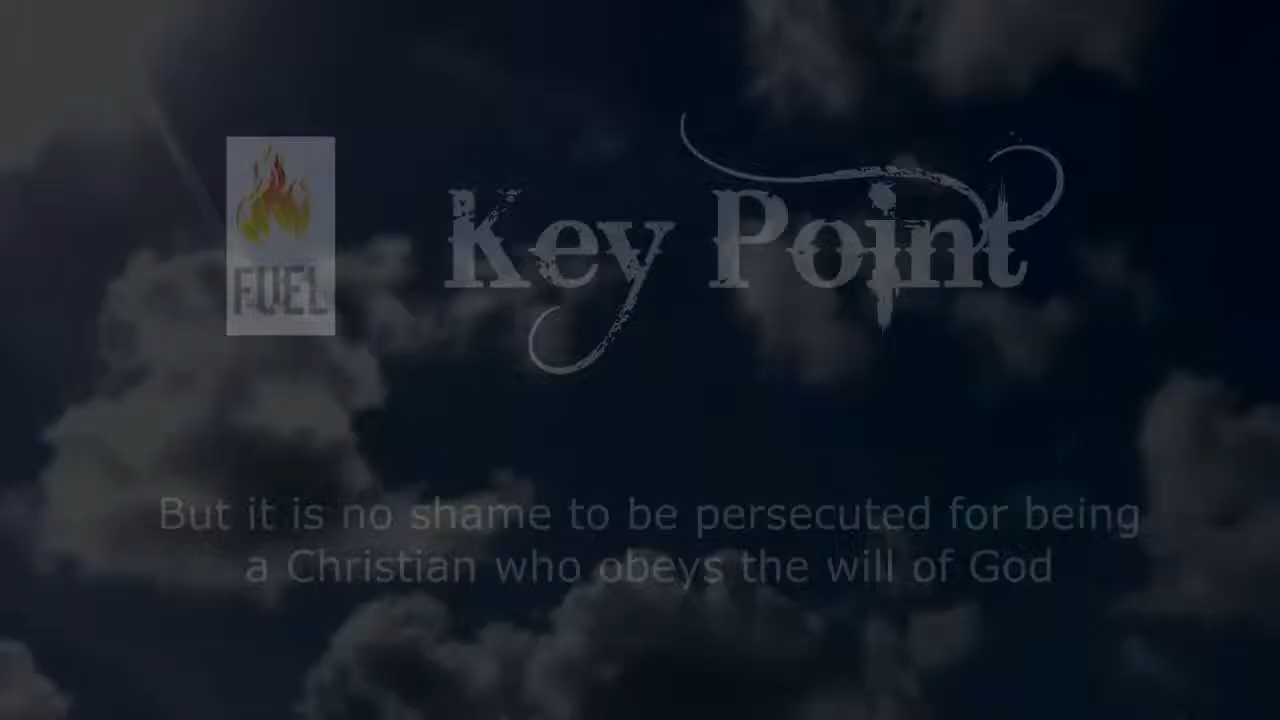 FUEL
Key Point
But it is no shame to be persecuted for being
a Christian who obeys the will of God